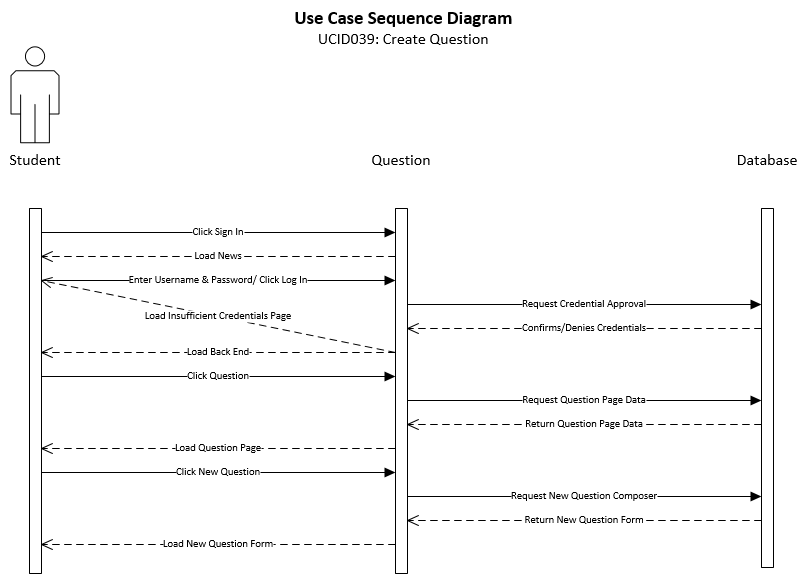 Use Case Sequence Diagram
UCID039: Create Question
Student
Question
Database
Click Sign In
Load News
Enter Username & Password/ Click Log In
Request Credential Approval
Load Insufficient Credentials Page
Confirms/Denies Credentials
Load Back End
Click Question
Request Question Page Data
Return Question Page Data
Load Question Page
Click New Question
Request New Question Composer
Return New Question Form
Load New Question Form